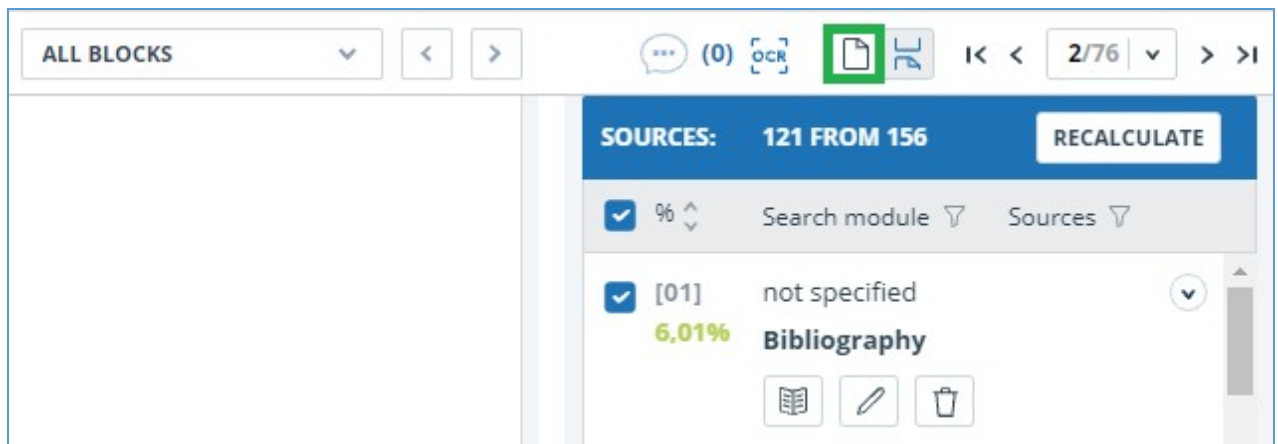 ALL BLOCKS (0) OCR 2/76
SOURCES: 121 FROM 156 RECALCULATE
% Search module Sources
[01] not specified
6,01% Bibliography